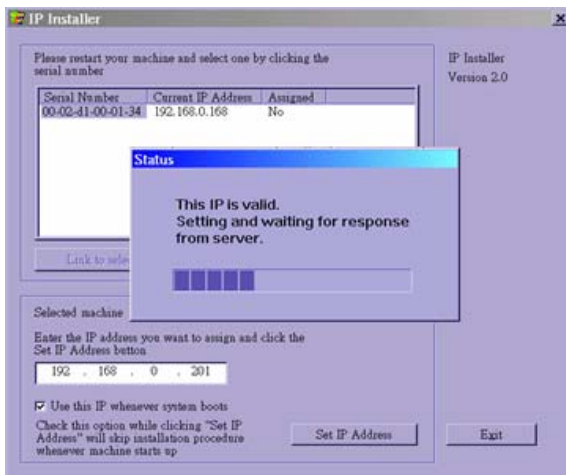 IP Installer
Please restart your machine and select one by clicking the
serial number
IP Installer
Version 2.0
Serial Number Current IP Address Assigned
00-02-d1-00-01-34 192.168.0.168 No
Status
This IP is valid.
Setting and waiting for response
from server.
Link to sele
Selected machine
Enter the IP address you want to assign and click the
Set IP Address button
192 . 168 . 0 . 201
Use this IP whenever system boots
Check this option while clicking "Set IP
Address" will skip installation procedure
whenever machine starts up
Set IP Address
Exit